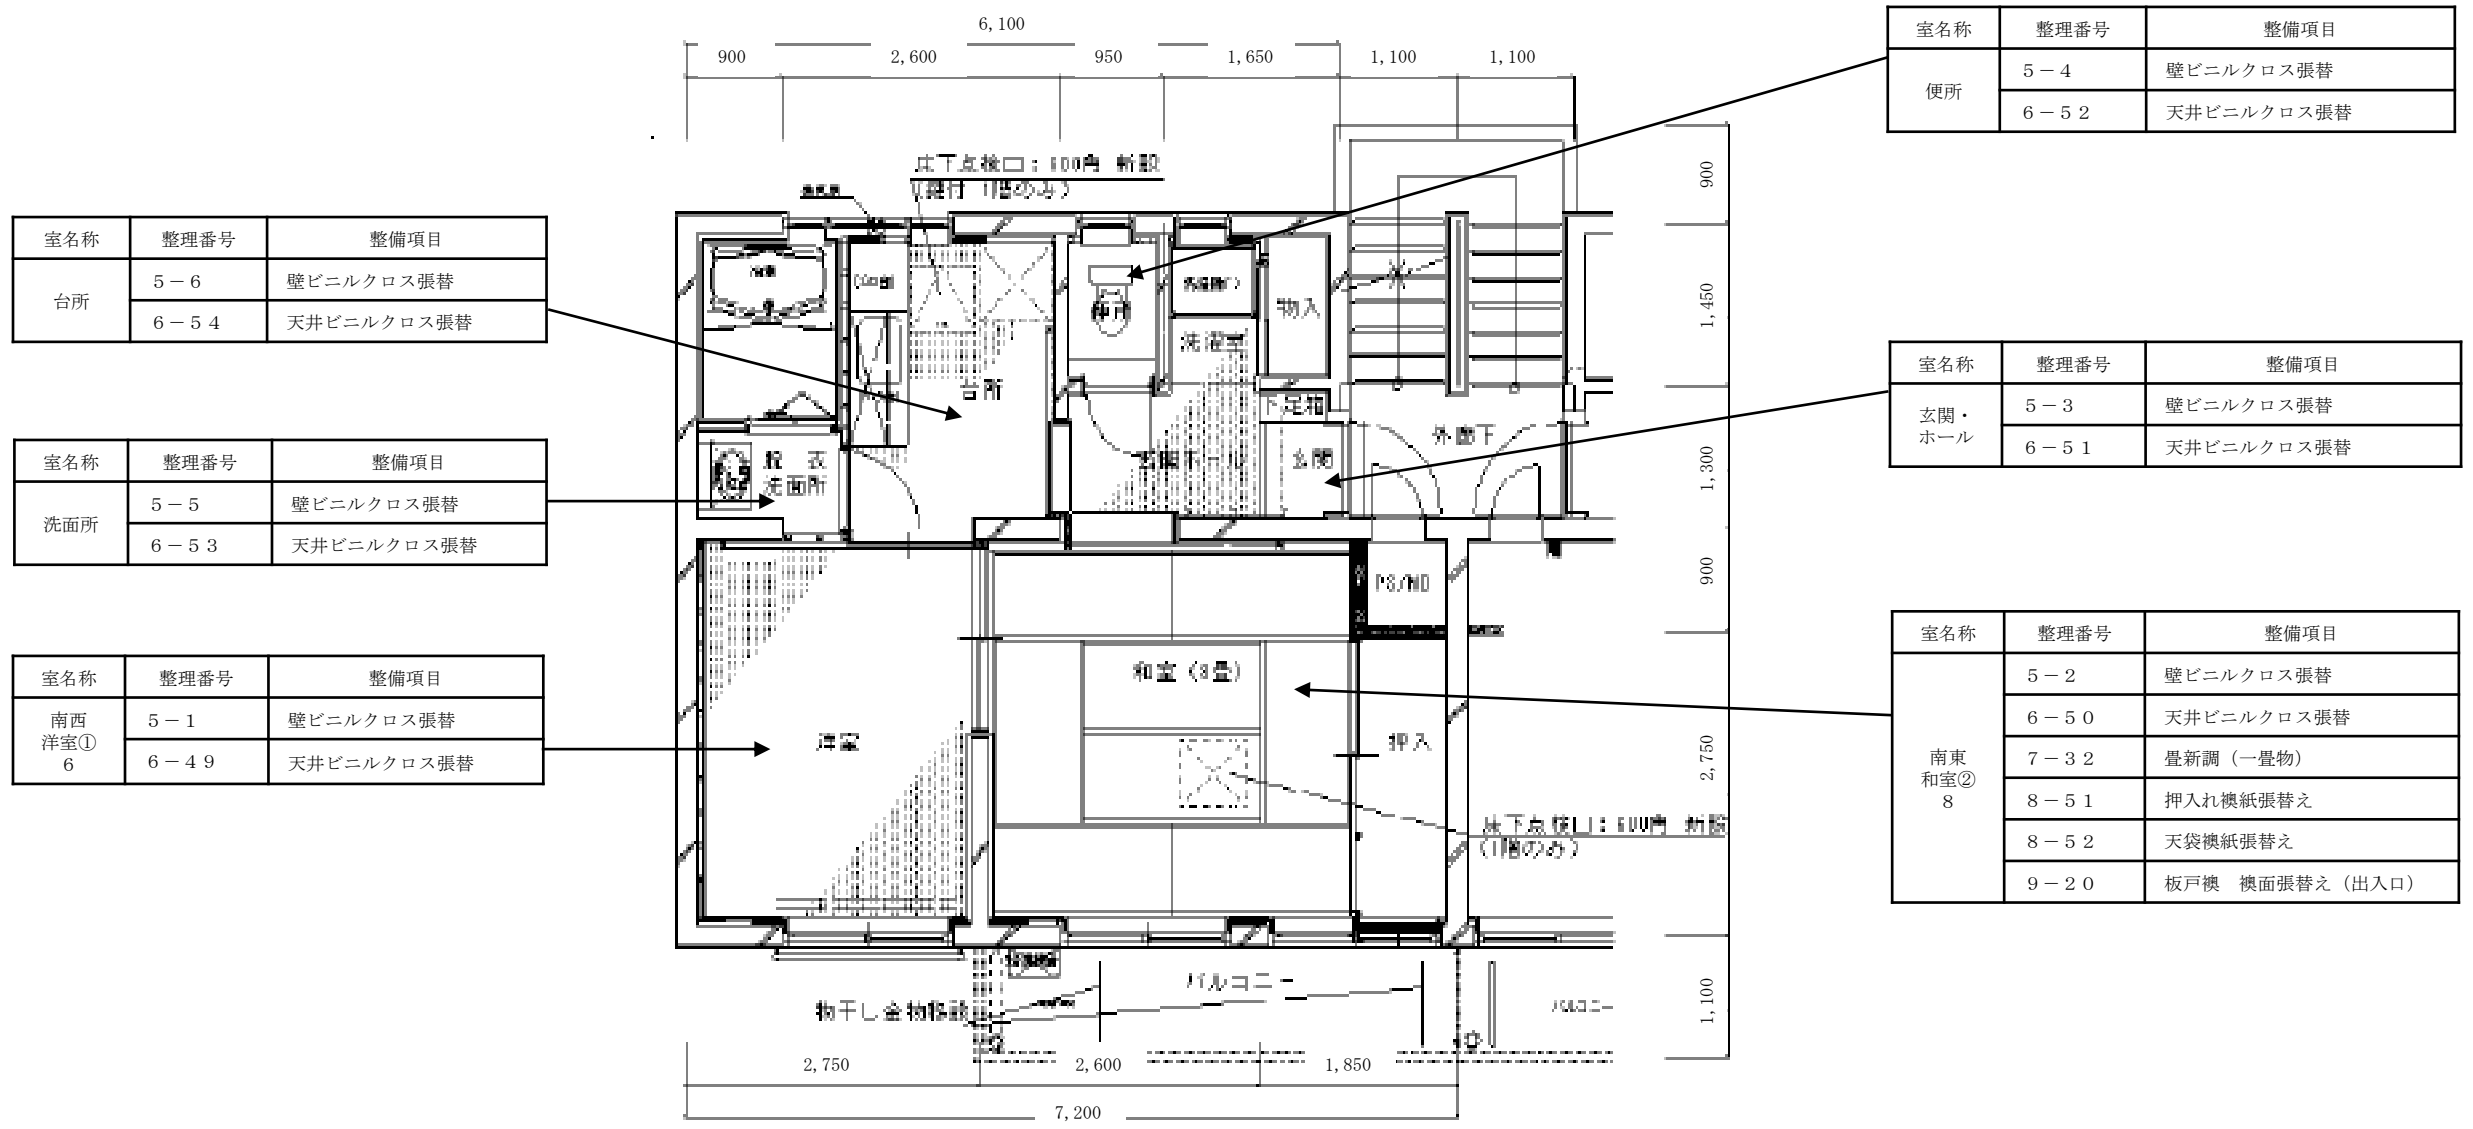 6,100
900 2,600 950 1,650 1,100 1,100
室名称 整理番号 整備項目
便所
5－4 壁ビニルクロス張替
6－52 天井ビニルクロス張替
床下点検口：600角 新設
(1階のみ)
室名称 整理番号 整備項目
台所
5－6 壁ビニルクロス張替
6－54 天井ビニルクロス張替
室名称 整理番号 整備項目
洗面所
5－5 壁ビニルクロス張替
6－53 天井ビニルクロス張替
室名称 整理番号 整備項目
南西
洋室①
6
5－1 壁ビニルクロス張替
6－49 天井ビニルクロス張替
便所
物入
洗濯室
台所
下足箱
外廊下
脱 衣
洗面所
玄関ホール
玄関
PS/MB
和室（8畳）
洋室
押入
床下点検口：600角 新設
(1階のみ)
バルコニー
物干し金物移設
バルコニー
900
1,450
1,300
900
2,750
1,100
室名称 整理番号 整備項目
玄関・
ホール
5－3 壁ビニルクロス張替
6－51 天井ビニルクロス張替
室名称 整理番号 整備項目
南東
和室②
8
5－2 壁ビニルクロス張替
6－50 天井ビニルクロス張替
7－32 畳新調（一畳物）
8－51 押入れ襖紙張替え
8－52 天袋襖紙張替え
9－20 板戸襖　襖面張替え（出入口）
2,750 2,600 1,850
7,200